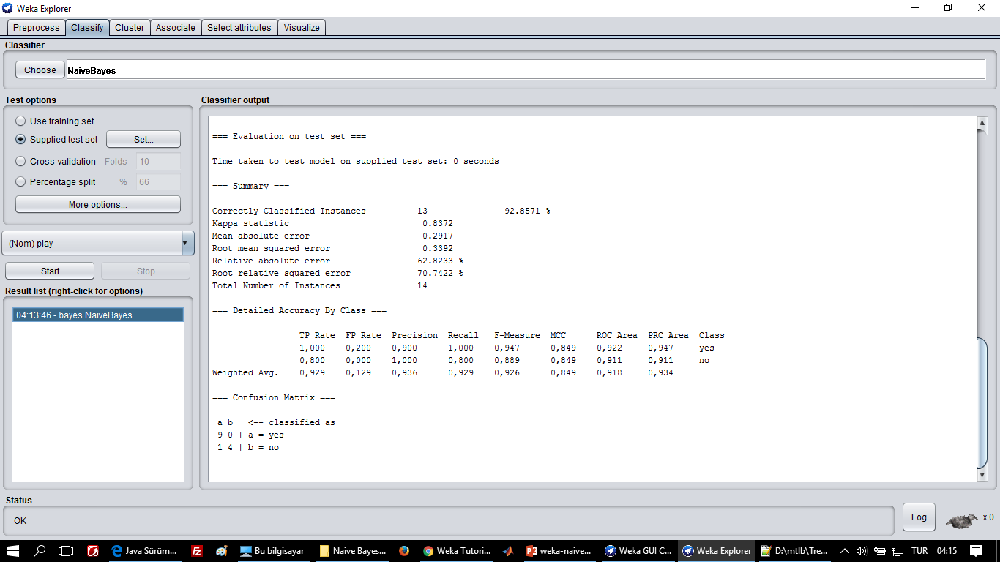 Weka Explorer
Preprocess Classify Cluster Associate Select attributes Visualize
Classifier
Choose NaiveBayes
Test options
Use training set
Supplied test set Set...
Cross-validation Folds 10
Percentage split % 66
More options...
(Nom) play
Start Stop
Result list (right-click for options)
04:13:46 - bayes.NaiveBayes
Classifier output
=== Evaluation on test set ===
Time taken to test model on supplied test set: 0 seconds
=== Summary ===
Correctly Classified Instances 13 92.8571 %
Kappa statistic 0.8372
Mean absolute error 0.2917
Root mean squared error 0.3392
Relative absolute error 62.8233 %
Root relative squared error 70.7422 %
Total Number of Instances 14
=== Detailed Accuracy By Class ===
TP Rate FP Rate Precision Recall F-Measure MCC ROC Area PRC Area Class
1,000 0,200 0,900 1,000 0,947 0,849 0,922 0,947 yes
0,800 0,000 1,000 0,800 0,889 0,849 0,911 0,911 no
Weighted Avg. 0,929 0,129 0,936 0,929 0,926 0,849 0,918 0,934
=== Confusion Matrix ===
a b <-- classified as
9 0 | a = yes
1 4 | b = no
Status
OK
Log x 0
Java Sürüm... Bu bilgisayar Naive Bayes... Weka Tutori... weka-naive... Weka GUI C... Weka Explorer D:\mtlb\Tre... TUR 04:15